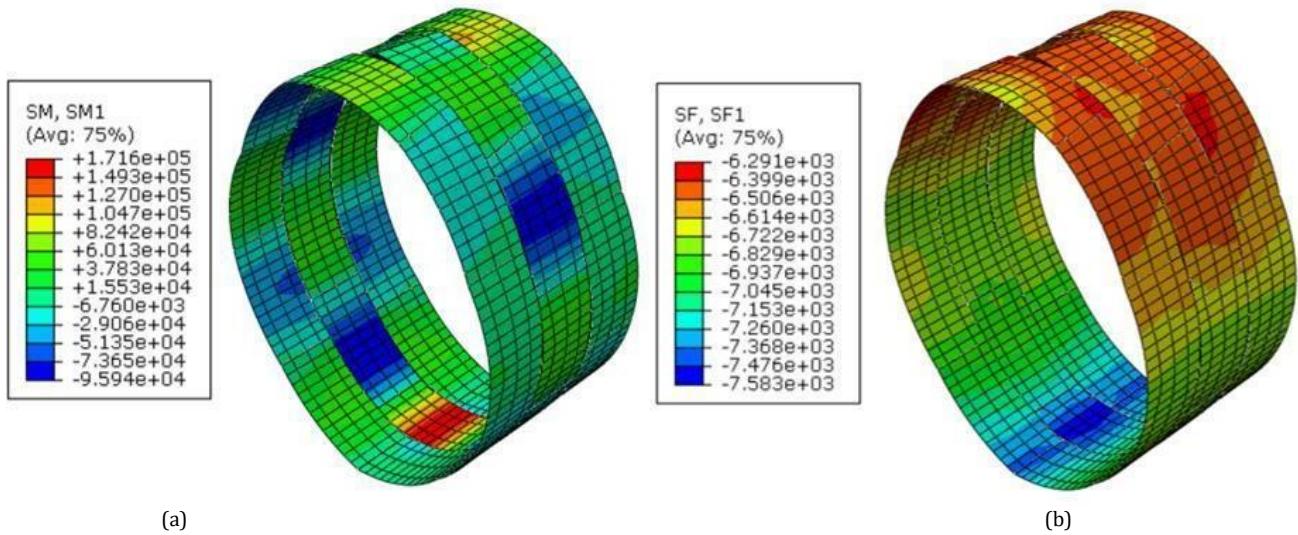 SM, SM1
(Avg: 75%)
+1.716e+05
+1.493e+05
+1.270e+05
+1.047e+05
+8.242e+04
+6.013e+04
+3.783e+04
+1.553e+04
-6.760e+03
-2.906e+04
-5.135e+04
-7.365e+04
-9.594e+04
SF, SF1
(Avg: 75%)
-6.291e+03
-6.399e+03
-6.506e+03
-6.614e+03
-6.722e+03
-6.829e+03
-6.937e+03
-7.045e+03
-7.153e+03
-7.260e+03
-7.368e+03
-7.476e+03
-7.583e+03
(a)
(b)